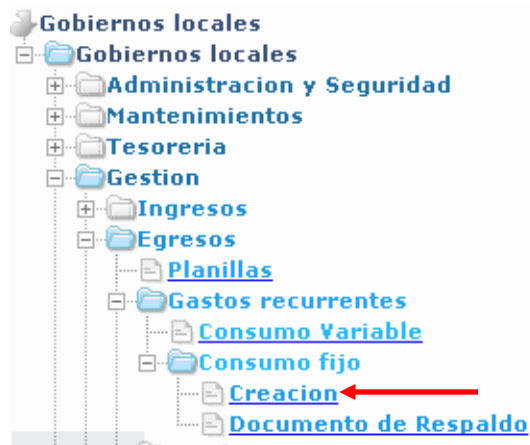 Gobiernos locales
Gobiernos locales
Administracion y Seguridad
Mantenimientos
Tesoreria
Gestion
Ingresos
Egresos
Planillas
Gastos recurrentes
Consumo Variable
Consumo fijo
Creacion
Documento de Respaldo